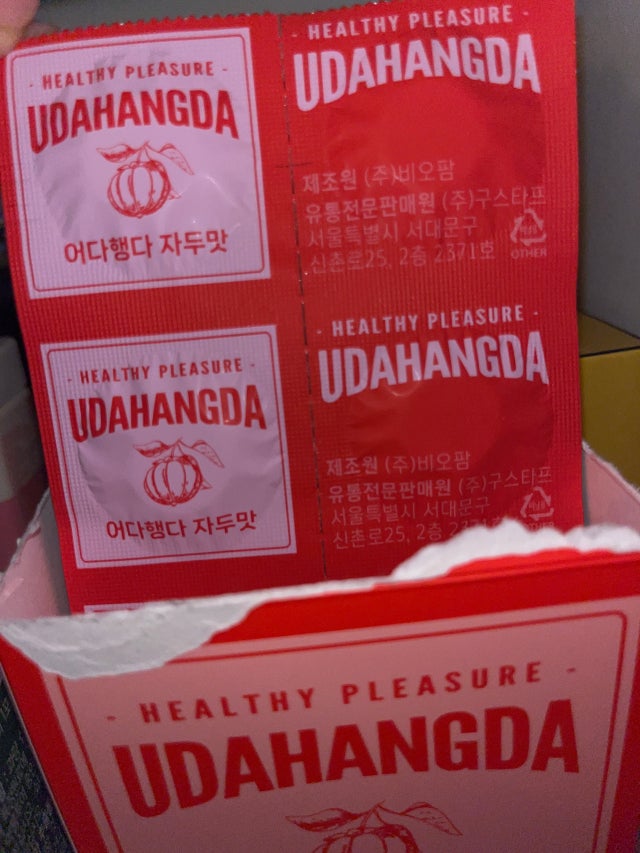 - HEALTHY PLEASURE -
UDAHANGDA
어다행다 자두맛
- HEALTHY PLEASURE -
UDAHANGDA
제조원 (주)비오팜
유통전문판매원 (주)구스타프
서울특별시 서대문구
신촌로25, 2층 2371호
OTHER
- HEALTHY PLEASURE -
UDAHANGDA
어다행다 자두맛
- HEALTHY PLEASURE -
UDAHANGDA
제조원 (주)비오팜
유통전문판매원 (주)구스타프
서울특별시 서대문구
신촌로25, 2층
- HEALTHY PLEASURE -
UDAHANGDA